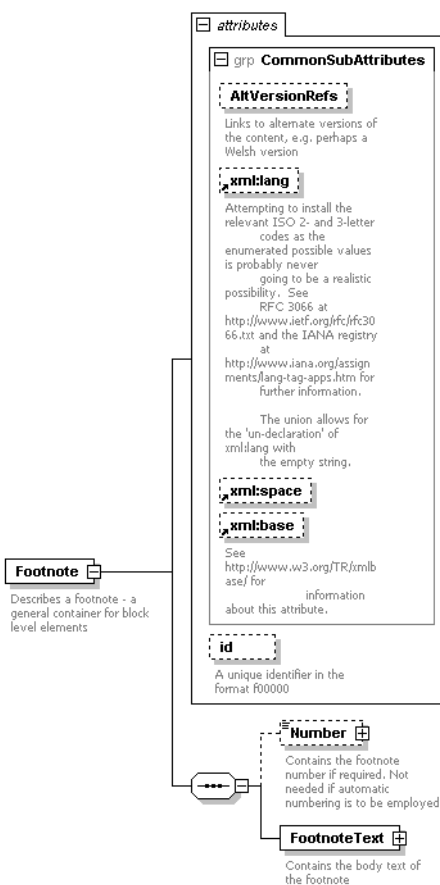 attributes
grp CommonSubAttributes
AltVersionRefs
Links to alternate versions of
the content, e.g. perhaps a
Welsh version
xml:lang
Attempting to install the
relevant ISO 2- and 3-letter
codes as the
enumerated possible values
is probably never
going to be a realistic
possibility. See
RFC 3066 at
http://www.ietf.org/rfc/rfc30
66.txt and the IANA registry
at
http://www.iana.org/assign
ments/lang-tag-apps.htm for
further information.
The union allows for
the 'un-declaration' of
xml:lang with
the empty string.
xml:space
xml:base
See
http://www.w3.org/TR/xmlb
ase/ for
information
about this attribute.
Footnote
Describes a footnote - a
general container for block
level elements
id
A unique identifier in the
format f00000
Number
Contains the footnote
number if required. Not
needed if automatic
numbering is to be employed
FootnoteText
Contains the body text of
the footnote